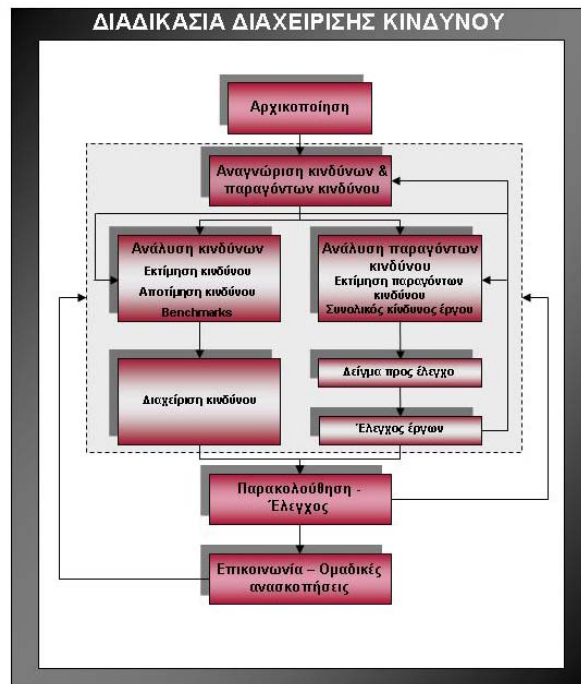 ΔΙΑΔΙΚΑΣΙΑ ΔΙΑΧΕΙΡΙΣΗΣ ΚΙΝΔΥΝΟΥ
Αρχικοποίηση
Αναγνώριση κινδύνων &
παραγόντων κινδύνου
Ανάλυση κινδύνων
Εκτίμηση κινδύνου
Αποτίμηση κινδύνου
Benchmarks
Ανάλυση παραγόντων
κινδύνου
Εκτίμηση παραγόντων
κινδύνου
Συναλικός κίνδυνος έργου
Διαχείριση κινδύνου
Δείγμα προς έλεγχο
Έλεγχος έργων
Παρακολούθηση -
Έλεγχος
Επικοινωνία – Ομαδικές
ανασκοπήσεις